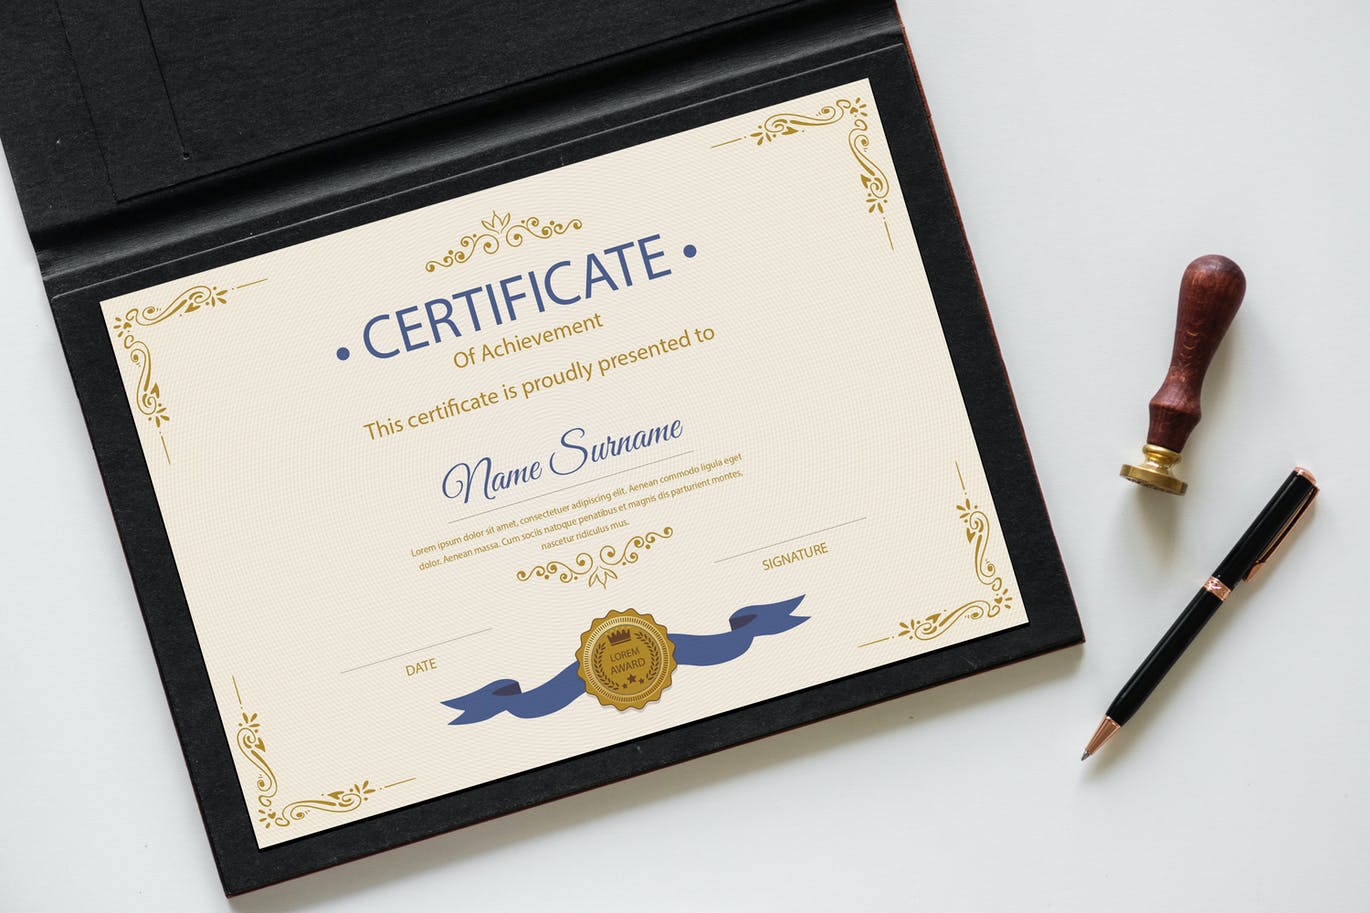 • CERTIFICATE •
Of Achievement
This certificate is proudly presented to
Name Surname
Lorem ipsum dolor sit amet, consectetuer adipiscing elit. Aenean commodo ligula eget
dolor. Aenean massa. Cum sociis natoque penatibus et magnis dis parturient montes,
nascetur ridiculus mus.
DATE
SIGNATURE
LOREM
AWARD